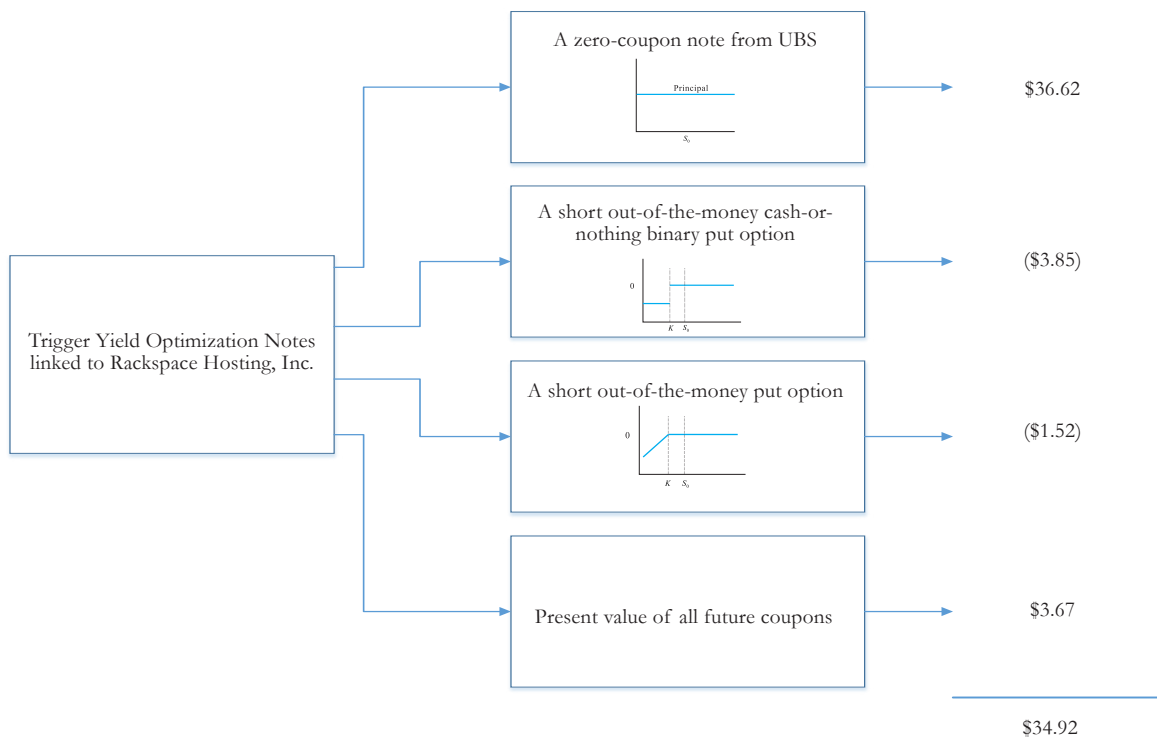 A zero-coupon note from UBS
Principal
S₀
$36.62
A short out-of-the-money cash-or-
nothing binary put option
0
K S₀
($3.85)
Trigger Yield Optimization Notes
linked to Rackspace Hosting, Inc.
A short out-of-the-money put option
0
K S₀
($1.52)
Present value of all future coupons
$3.67
$34.92